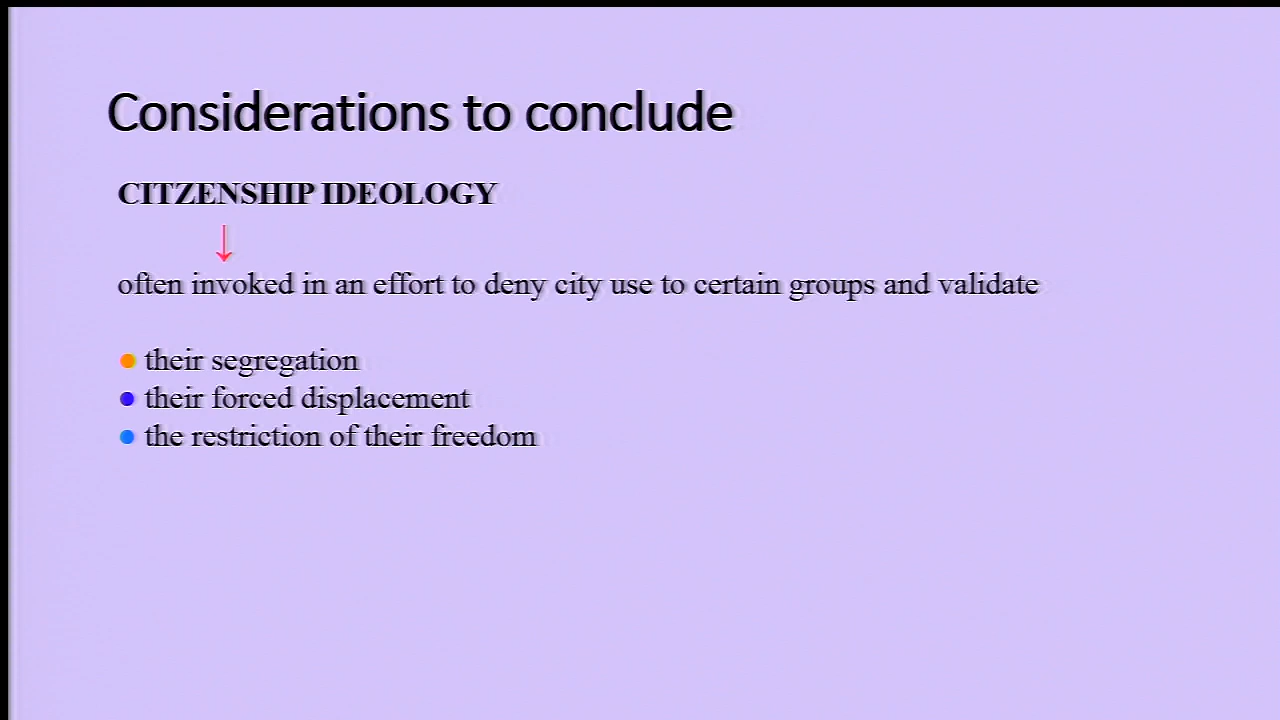 Considerations to conclude
CITZENSHIP IDEOLOGY
↓
often invoked in an effort to deny city use to certain groups and validate
● their segregation
● their forced displacement
● the restriction of their freedom